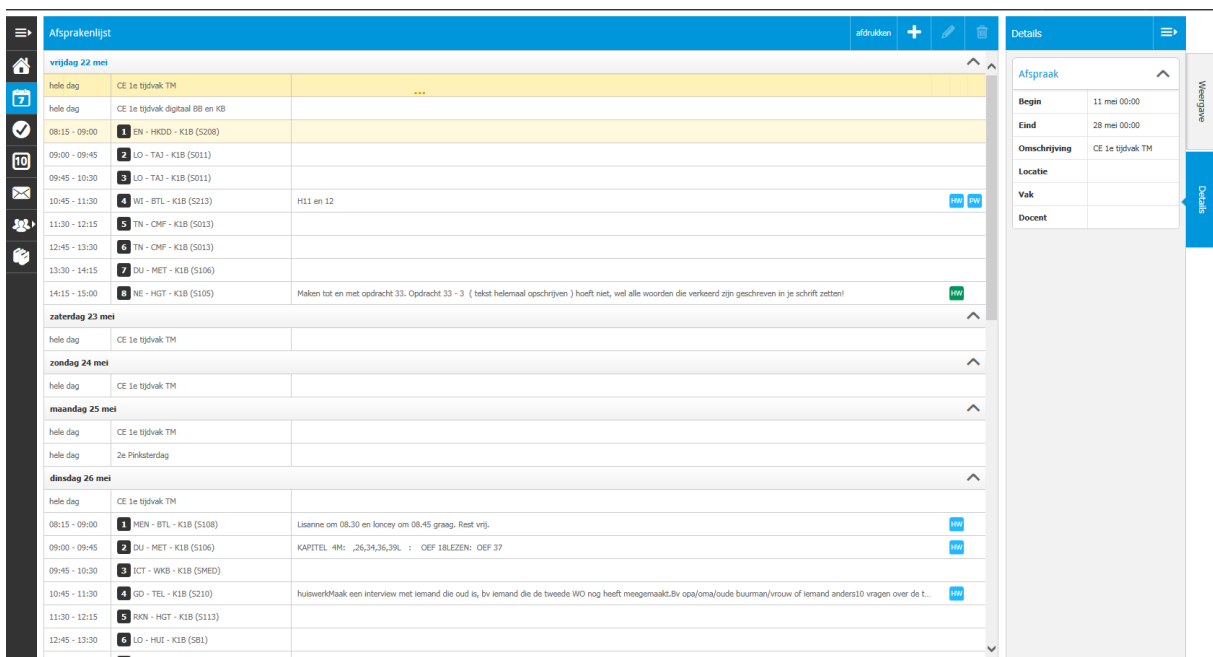 Afsprakenlijst afdrukken Details
vrijdag 22 mei
hele dag CE 1e tijdvak TM ...
hele dag CE 1e tijdvak digitaal BB en KB
08:15 - 09:00 1 EN - HKDD - K1B (S208)
09:00 - 09:45 2 LO - TAJ - K1B (S011)
09:45 - 10:30 3 LO - TAJ - K1B (S011)
10:45 - 11:30 4 WI - BTL - K1B (S213) H11 en 12 HW PW
11:30 - 12:15 5 TN - CMF - K1B (S013)
12:45 - 13:30 6 TN - CMF - K1B (S013)
13:30 - 14:15 7 DU - MET - K1B (S106)
14:15 - 15:00 8 NE - HGT - K1B (S105) Maken tot en met opdracht 33. Opdracht 33 - 3 ( tekst helemaal opschrijven ) hoeft niet, wel alle woorden die verkeerd zijn geschreven in je schrift zetten! HW
zaterdag 23 mei
hele dag CE 1e tijdvak TM
zondag 24 mei
hele dag CE 1e tijdvak TM
maandag 25 mei
hele dag CE 1e tijdvak TM
hele dag 2e Pinksterdag
dinsdag 26 mei
hele dag CE 1e tijdvak TM
08:15 - 09:00 1 MEN - BTL - K1B (S108) Lisanne om 08.30 en loncey om 08.45 graag. Rest vrij. HW
09:00 - 09:45 2 DU - MET - K1B (S106) KAPITEL 4M: ,26,34,36,39L : OEF 18LEZEN: OEF 37 HW
09:45 - 10:30 3 ICT - WKB - K1B (SMED)
10:45 - 11:30 4 GD - TEL - K1B (S210) huiswerkMaak een interview met iemand die oud is, bv iemand die de tweede WO nog heeft meegemaakt.Bv opa/oma/oude buurman/vrouw of iemand anders10 vragen over de t... HW
11:30 - 12:15 5 RKN - HGT - K1B (S113)
12:45 - 13:30 6 LO - HUI - K1B (SB1)
7
10
Afspraak
Begin 11 mei 00:00
Eind 28 mei 00:00
Omschrijving CE 1e tijdvak TM
Locatie
Vak
Docent
Weergave
Details